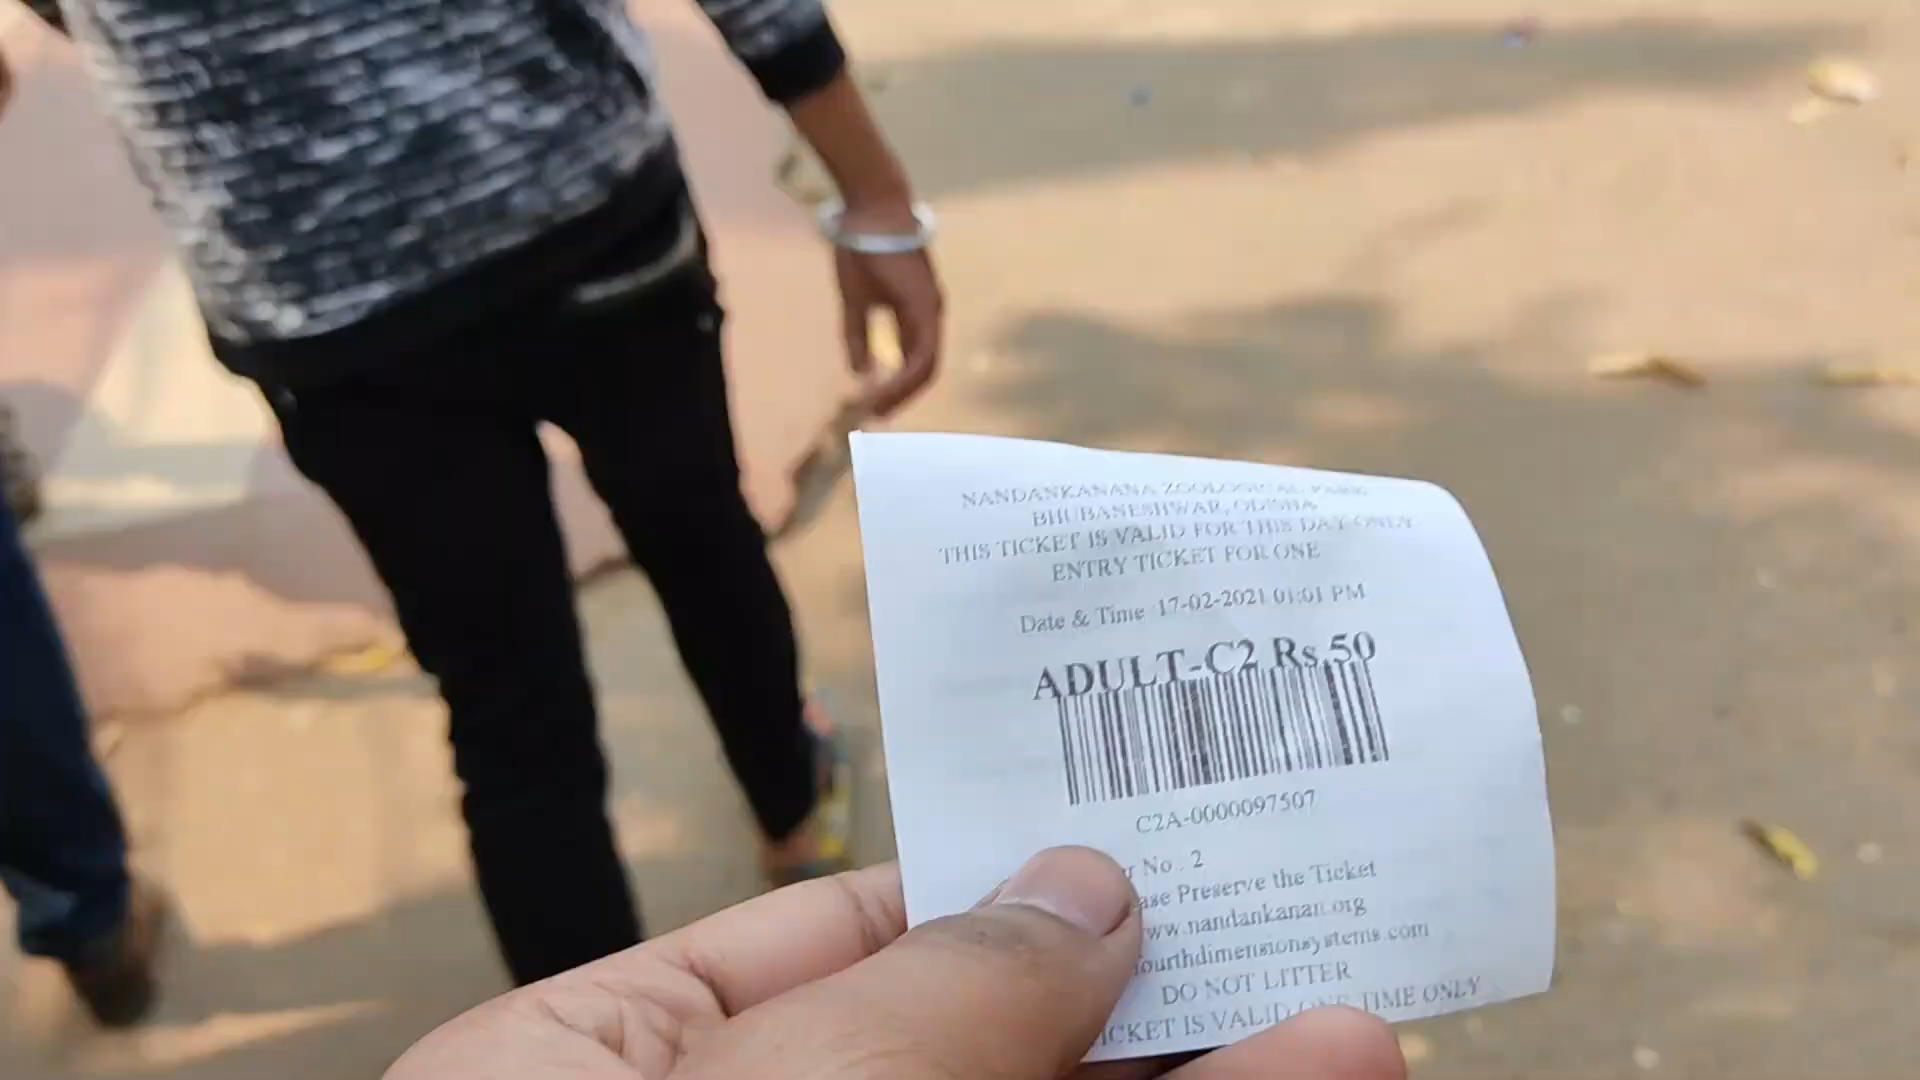 NANDANKANANA ZOOLOGICAL PARK
BHUBANESHWAR, ODISHA
THIS TICKET IS VALID FOR THIS DAY ONLY
ENTRY TICKET FOR ONE
Date & Time 17-02-2021 01:01 PM
ADULT-C2 Rs.50
C2A-0000097507
No : 2
Preserve the Ticket
www.nandankanan.org
fourthdimensionsystems.com
DO NOT LITTER
IS VALID ONE TIME ONLY